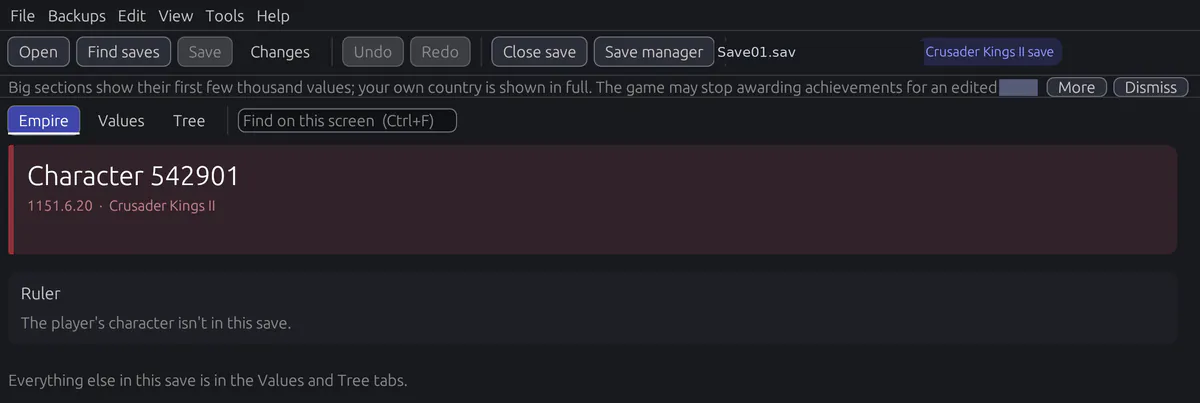 File Backups Edit View Tools Help
Open Find saves Save Changes Undo Redo Close save Save manager Save01.sav Crusader Kings II save
Big sections show their first few thousand values; your own country is shown in full. The game may stop awarding achievements for an edited More Dismiss
Empire Values Tree Find on this screen (Ctrl+F)
Character 542901
1151.6.20 · Crusader Kings II
Ruler
The player's character isn't in this save.
Everything else in this save is in the Values and Tree tabs.